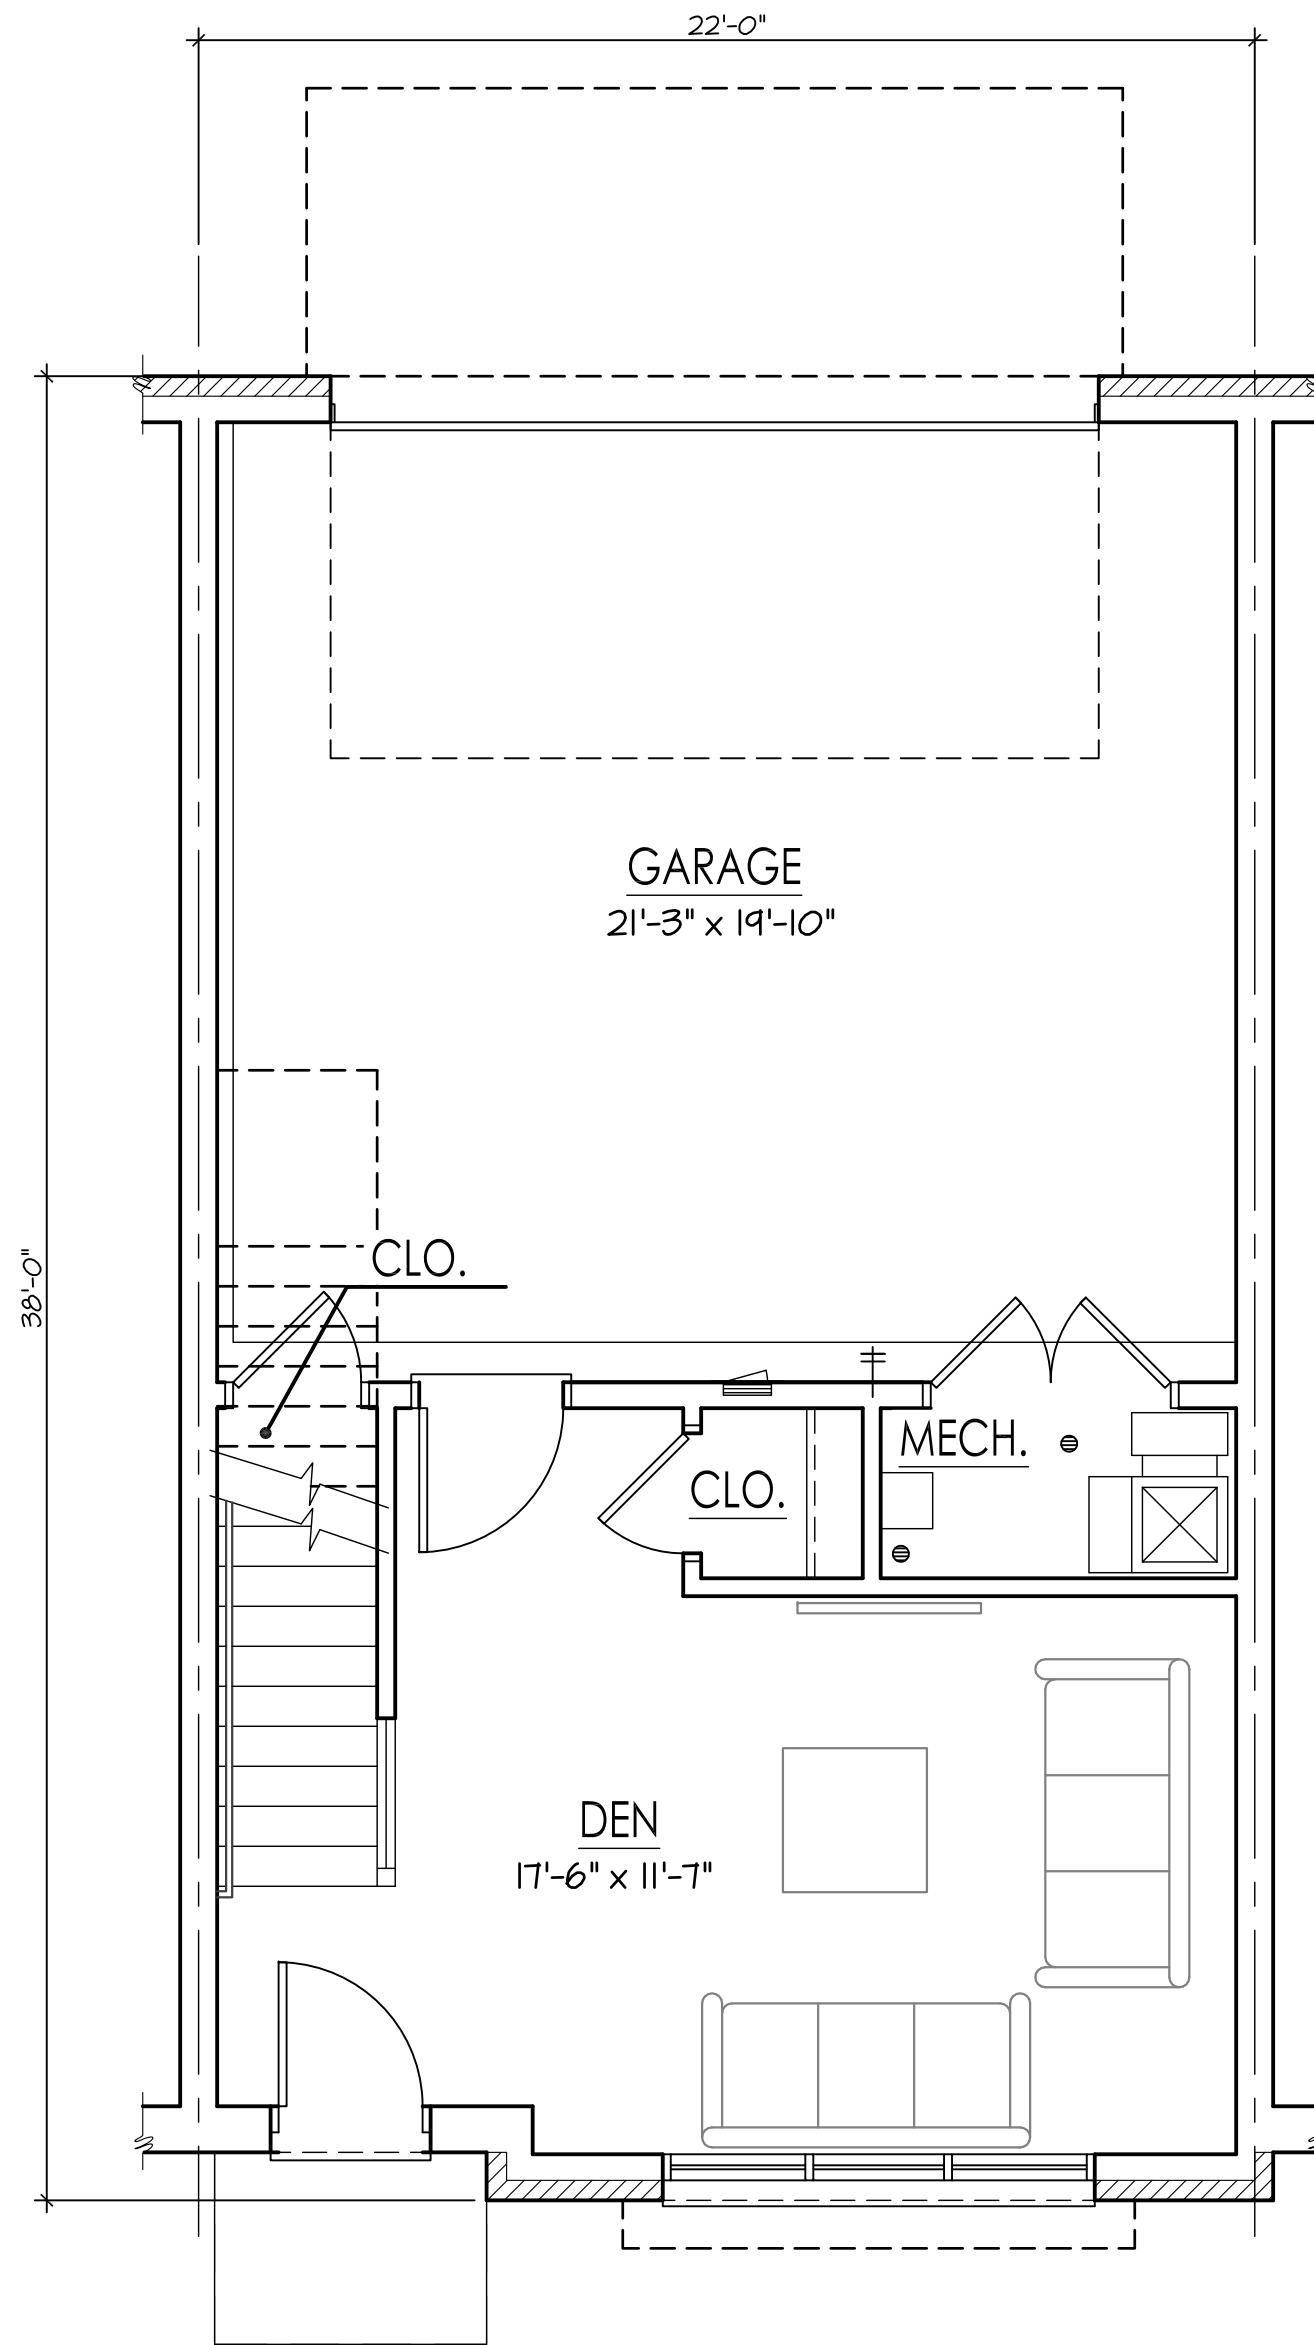 22'-0"
GARAGE
21'-3" x 19'-10"
CLO.
38'-0"
MECH.
CLO.
DEN
17'-6" x 11'-7"